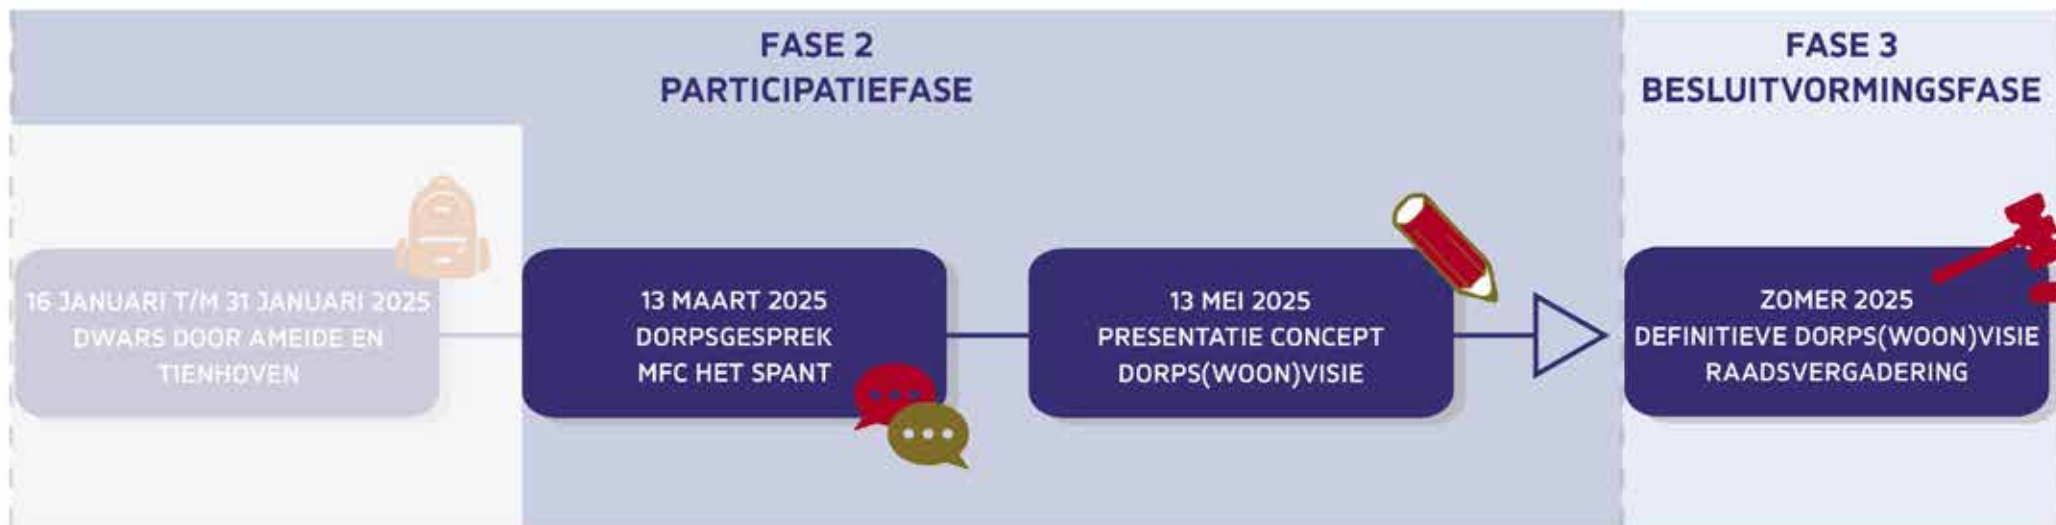 FASE 2
PARTICIPATIEFASE
FASE 3
BESLUITVORMINGSFASE
16 JANUARI T/M 31 JANUARI 2025
DWARS DOOR AMEIDE EN
TIENHOVEN
13 MAART 2025
DORPSGESPREK
MFC HET SPANT
13 MEI 2025
PRESENTATIE CONCEPT
DORPS(WOON)VISIE
ZOMER 2025
DEFINITIEVE DORPS(WOON)VISIE
RAADSVERGADERING